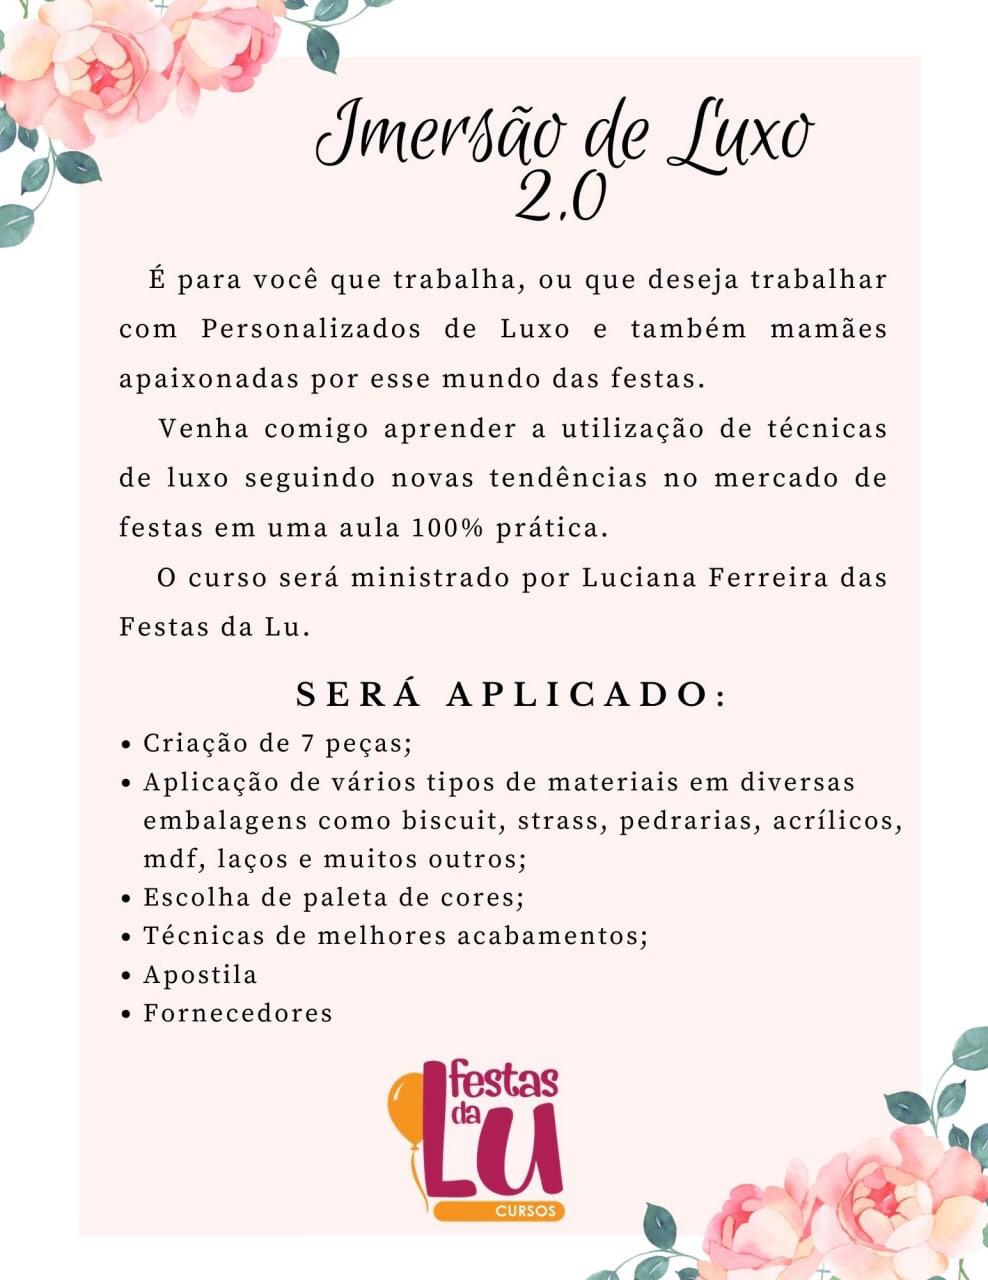 Imersão de Luxo
2.0
É para você que trabalha, ou que deseja trabalhar
com Personalizados de Luxo e também mamães
apaixonadas por esse mundo das festas.
Venha comigo aprender a utilização de técnicas
de luxo seguindo novas tendências no mercado de
festas em uma aula 100% prática.
O curso será ministrado por Luciana Ferreira das
Festas da Lu.
SERÁ APLICADO:
• Criação de 7 peças;
• Aplicação de vários tipos de materiais em diversas
embalagens como biscuit, strass, pedrarias, acrílicos,
mdf, laços e muitos outros;
• Escolha de paleta de cores;
• Técnicas de melhores acabamentos;
• Apostila
• Fornecedores
festas
da
Lu
CURSOS